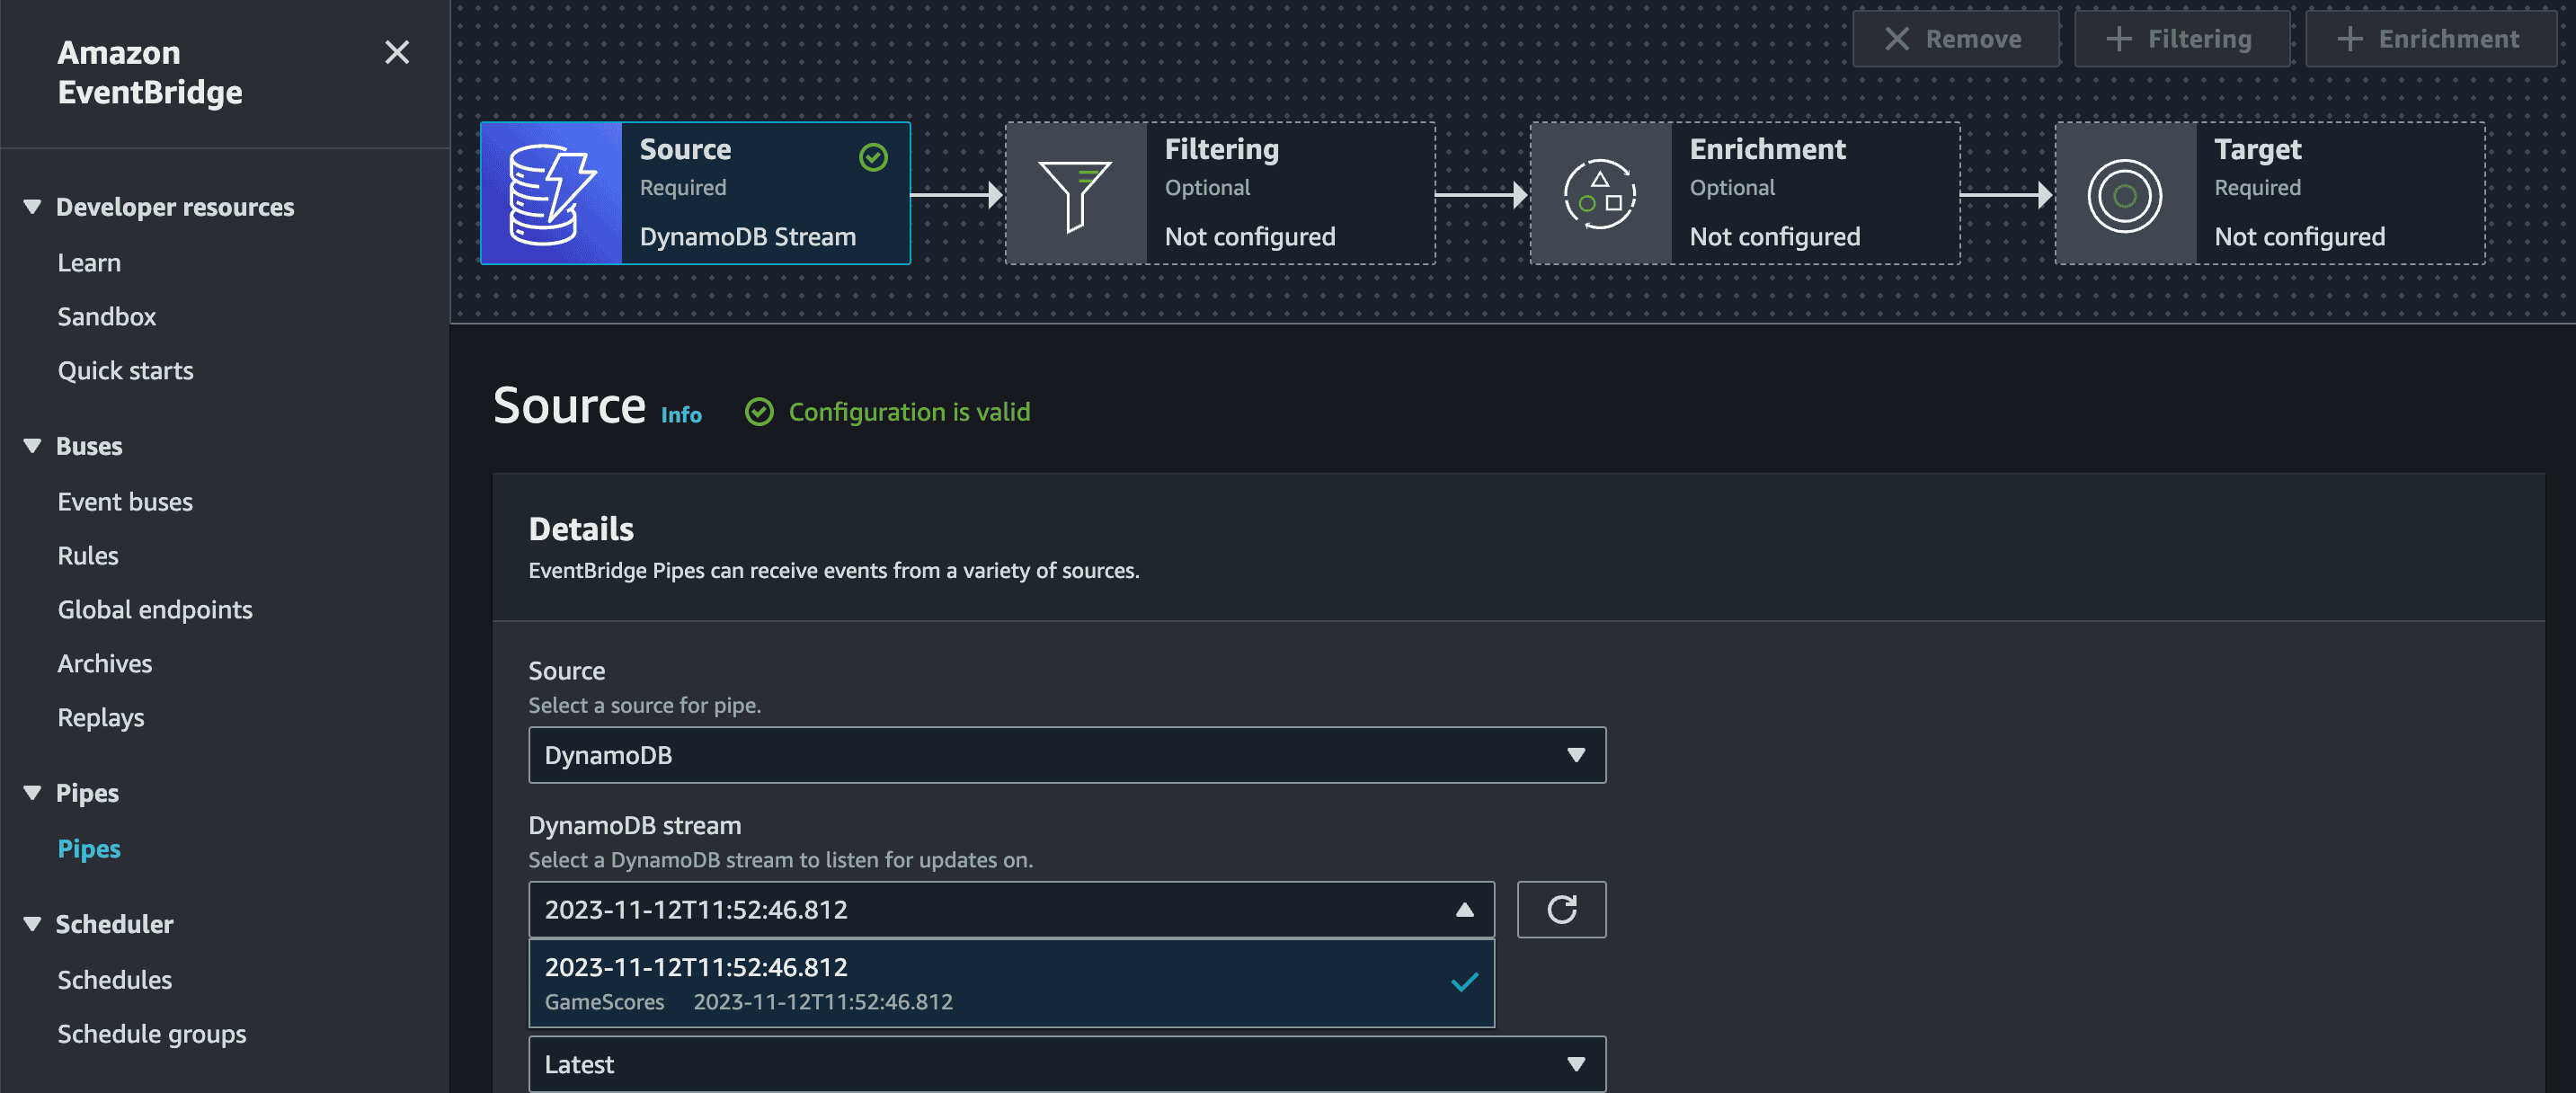 Amazon
EventBridge
Developer resources
Learn
Sandbox
Quick starts
Buses
Event buses
Rules
Global endpoints
Archives
Replays
Pipes
Pipes
Scheduler
Schedules
Schedule groups
Remove
Filtering
Enrichment
Source
Required
DynamoDB Stream
Filtering
Optional
Not configured
Enrichment
Optional
Not configured
Target
Required
Not configured
Source Info Configuration is valid
Details
EventBridge Pipes can receive events from a variety of sources.
Source
Select a source for pipe.
DynamoDB
DynamoDB stream
Select a DynamoDB stream to listen for updates on.
2023-11-12T11:52:46.812
2023-11-12T11:52:46.812
GameScores 2023-11-12T11:52:46.812
Latest